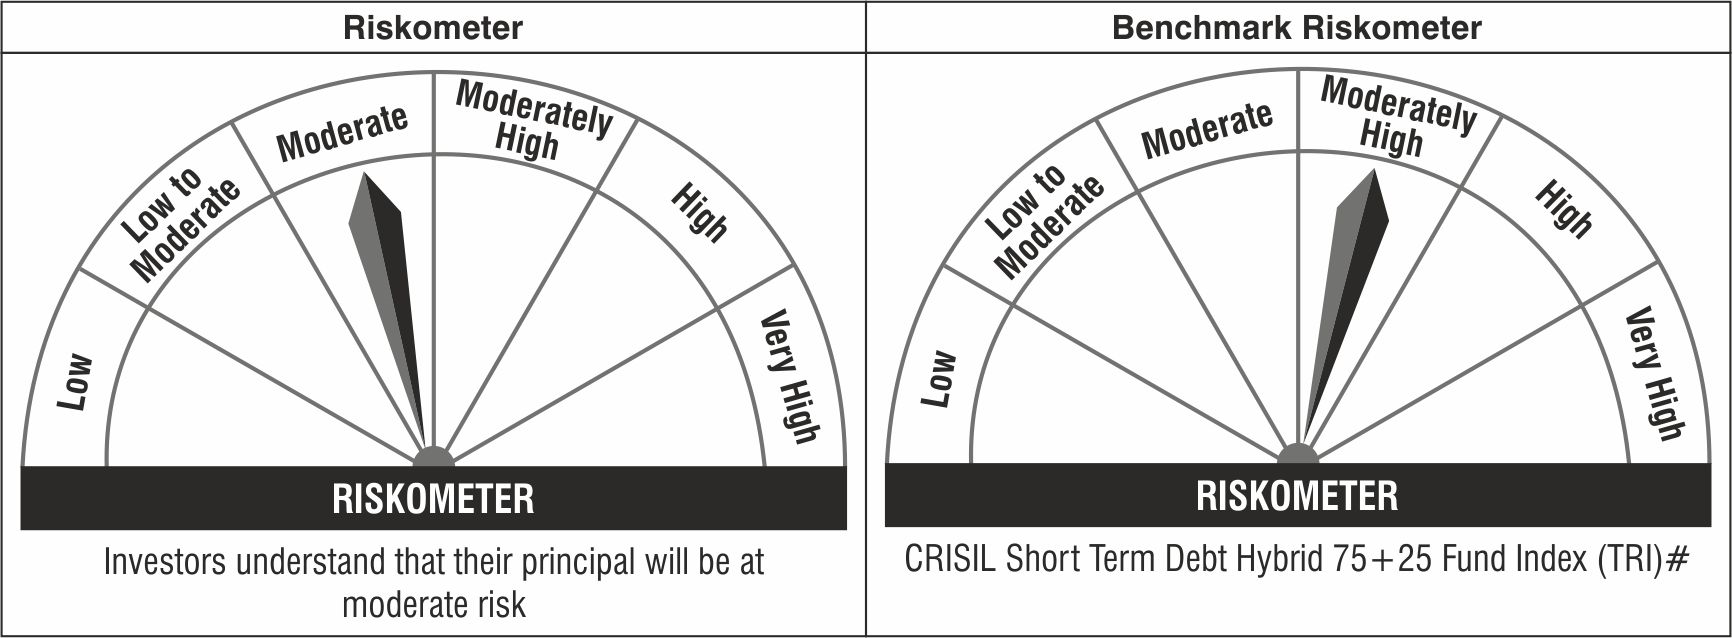 Riskometer
Low
Low to
Moderate
Moderate
Moderately
High
High
Very High
RISKOMETER
Investors understand that their principal will be at
moderate risk
Benchmark Riskometer
Low
Low to
Moderate
Moderate
Moderately
High
High
Very High
RISKOMETER
CRISIL Short Term Debt Hybrid 75+25 Fund Index (TRI)#